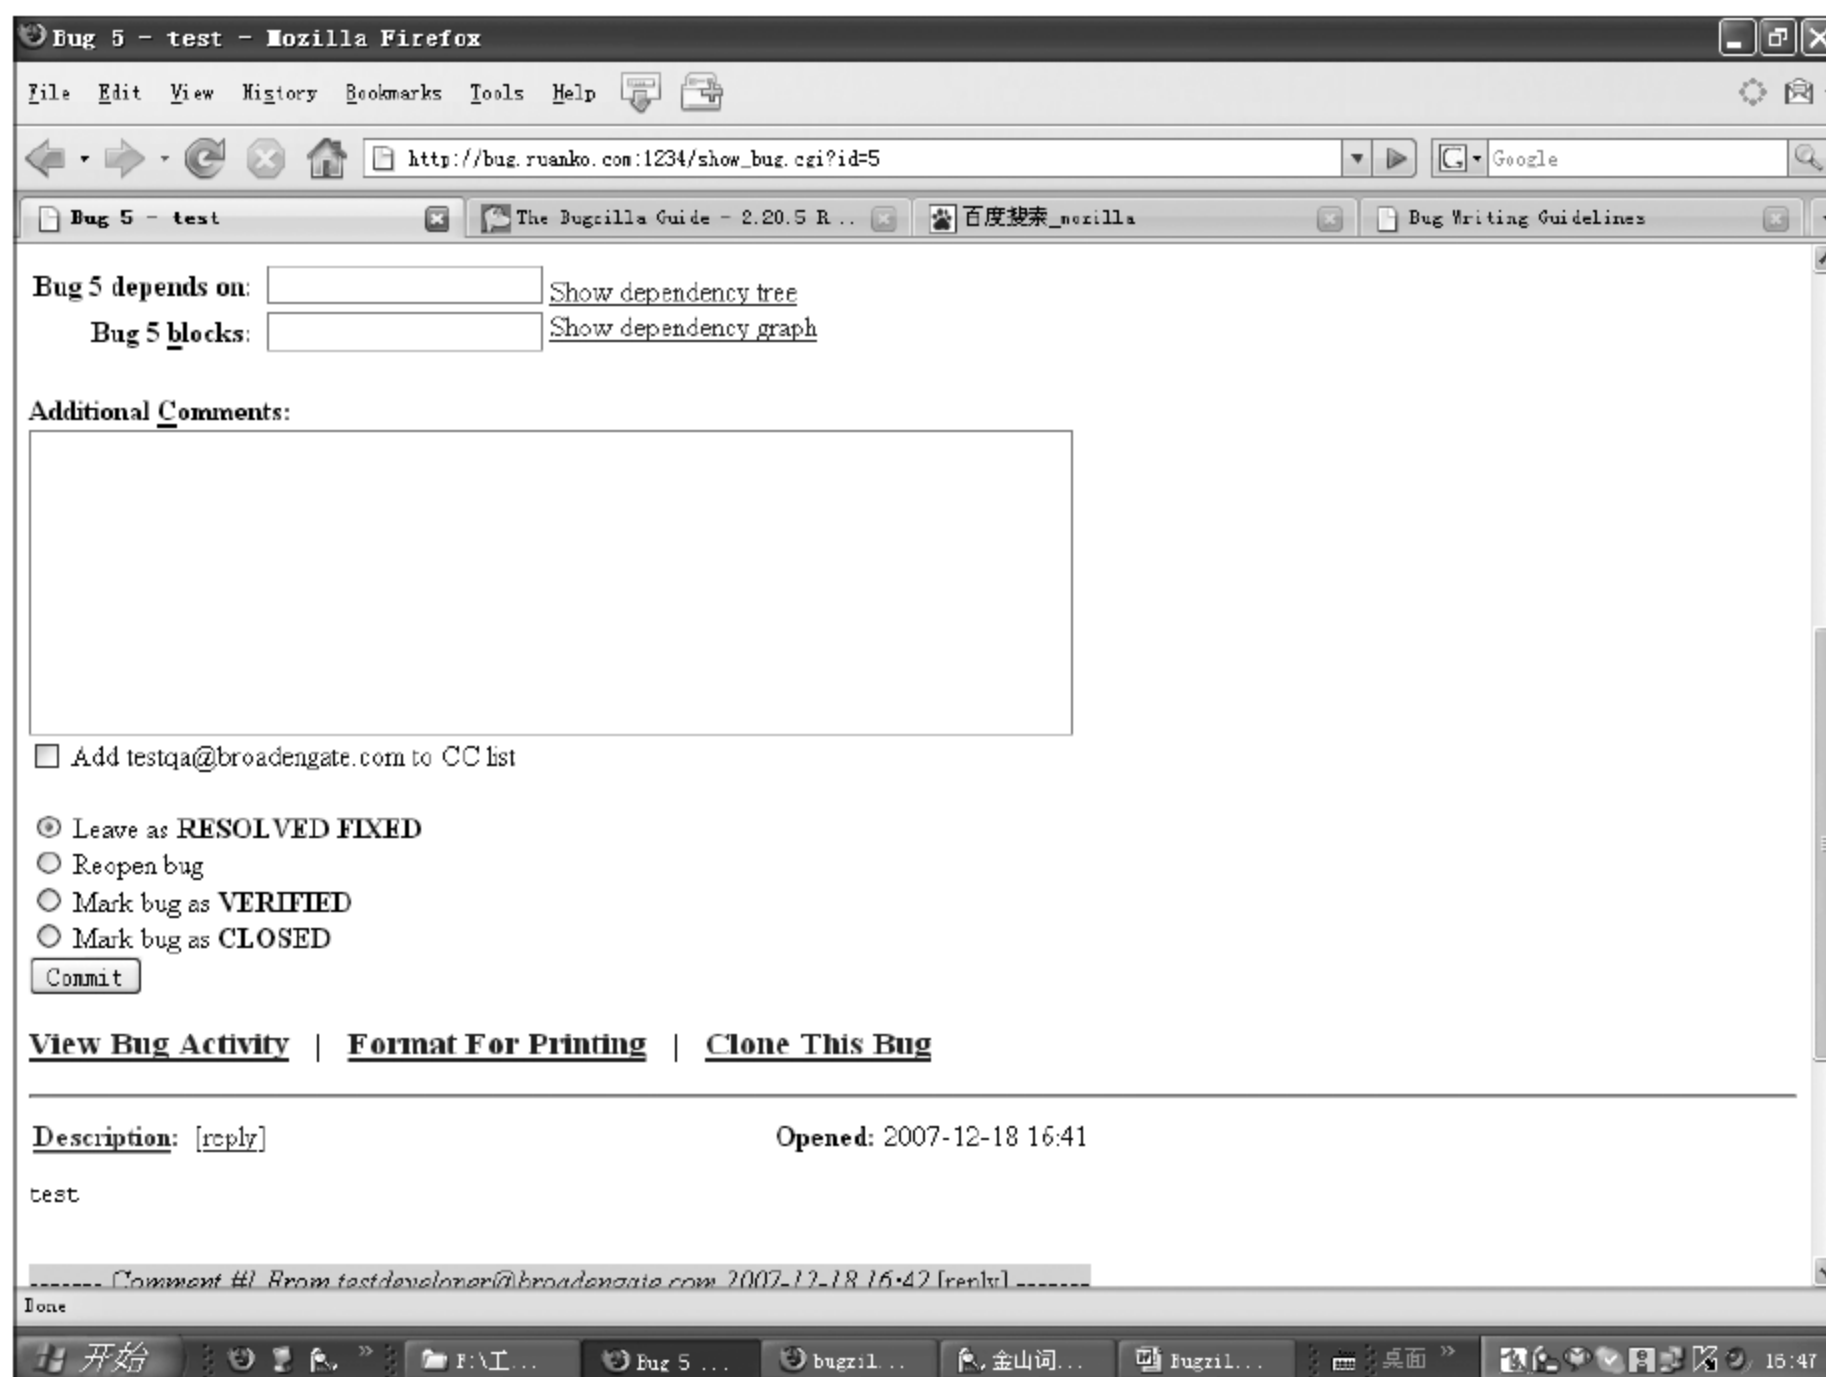 Bug 5 - test - Mozilla Firefox
File Edit View History Bookmarks Tools Help
http://bug.ruanko.com:1234/show_bug.cgi?id=5 Google
Bug 5 - test The Bugzilla Guide - 2.20.5 R... 百度搜索_mozilla Bug Writing Guidelines
Bug 5 depends on: Show dependency tree
Bug 5 blocks: Show dependency graph
Additional Comments:
Add testqa@broadengate.com to CC list
Leave as RESOLVED FIXED
Reopen bug
Mark bug as VERIFIED
Mark bug as CLOSED
Commit
View Bug Activity | Format For Printing | Clone This Bug
Description: [reply] Opened: 2007-12-18 16:41
test
------- Comment #1 From testdeveloper@broadengate.com 2007-12-18 16:42 [reply] -------
Done
开始 F:\工... Bug 5 ... bugzil... 金山词... Bugzil... 桌面 » 16:47